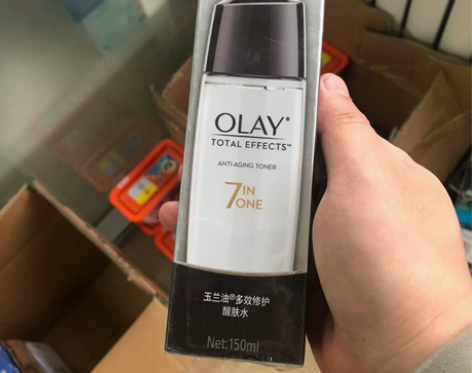 OLAY®
TOTAL EFFECTS™
ANTI-AGING TONER
7 IN
ONE
玉兰油®多效修护
醒肤水
Net:150ml